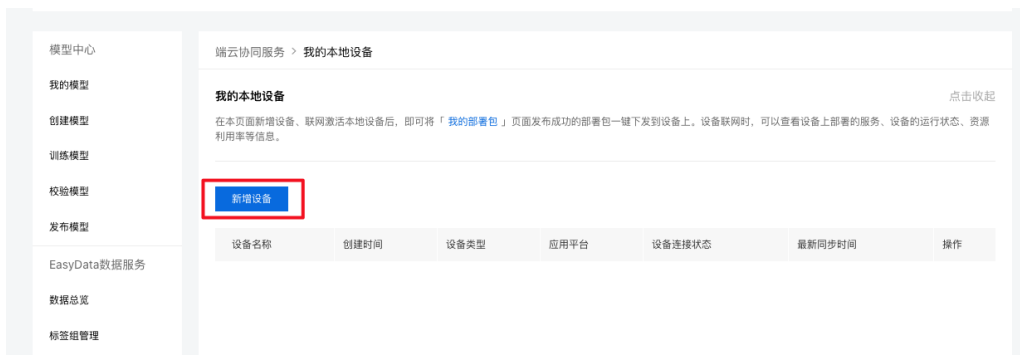 模型中心
我的模型
创建模型
训练模型
校验模型
发布模型
EasyData数据服务
数据总览
标签组管理
端云协同服务 > 我的本地设备
我的本地设备
点击收起
在本页面新增设备、联网激活本地设备后，即可将「 我的部署包 」页面发布成功的部署包一键下发到设备上。设备联网时，可以查看设备上部署的服务、设备的运行状态、资源
利用率等信息。
新增设备
设备名称 创建时间 设备类型 应用平台 设备连接状态 最新同步时间 操作